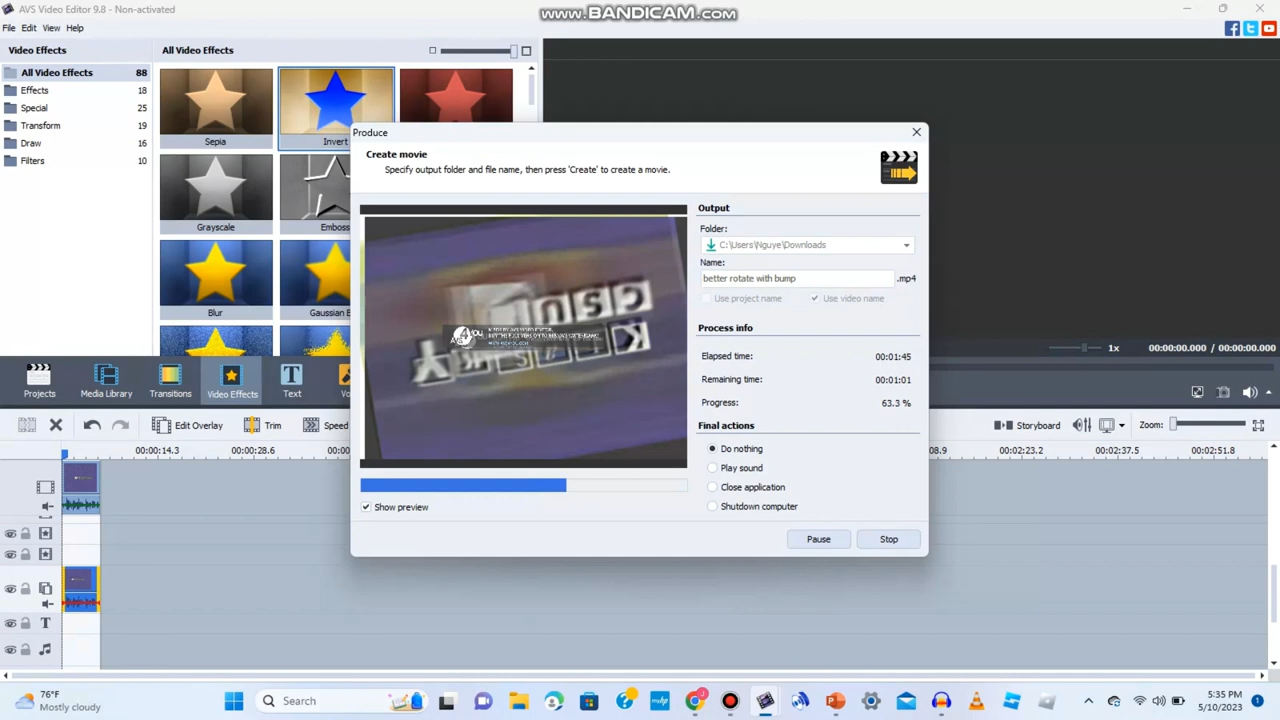 AVS Video Editor 9.8 - Non-activated
www.BANDICAM.com
File Edit View Help
Video Effects
All Video Effects
All Video Effects 88
Effects 18
Special 25
Transform 19
Draw 16
Filters 10
Sepia
Invert
Grayscale
Emboss
Blur
Gaussian
Produce
Create movie
Specify output folder and file name, then press 'Create' to create a movie.
Output
Folder:
C:\Users\Nguye\Downloads
Name:
better rotate with bump .mp4
Use project name Use video name
Process info
Elapsed time: 00:01:45
Remaining time: 00:01:01
Progress: 63.3 %
Final actions
Do nothing
Play sound
Close application
Shutdown computer
Show preview
Pause Stop
1x 00:00:00.000 / 00:00:00.000
Projects Media Library Transitions Video Effects Text
Edit Overlay Trim Speed Storyboard Zoom:
00:00:14.3 00:00:28.6 00:02:23.2 00:02:37.5 00:02:51.8
T
76°F
Mostly cloudy
Search
5:35 PM
5/10/2023